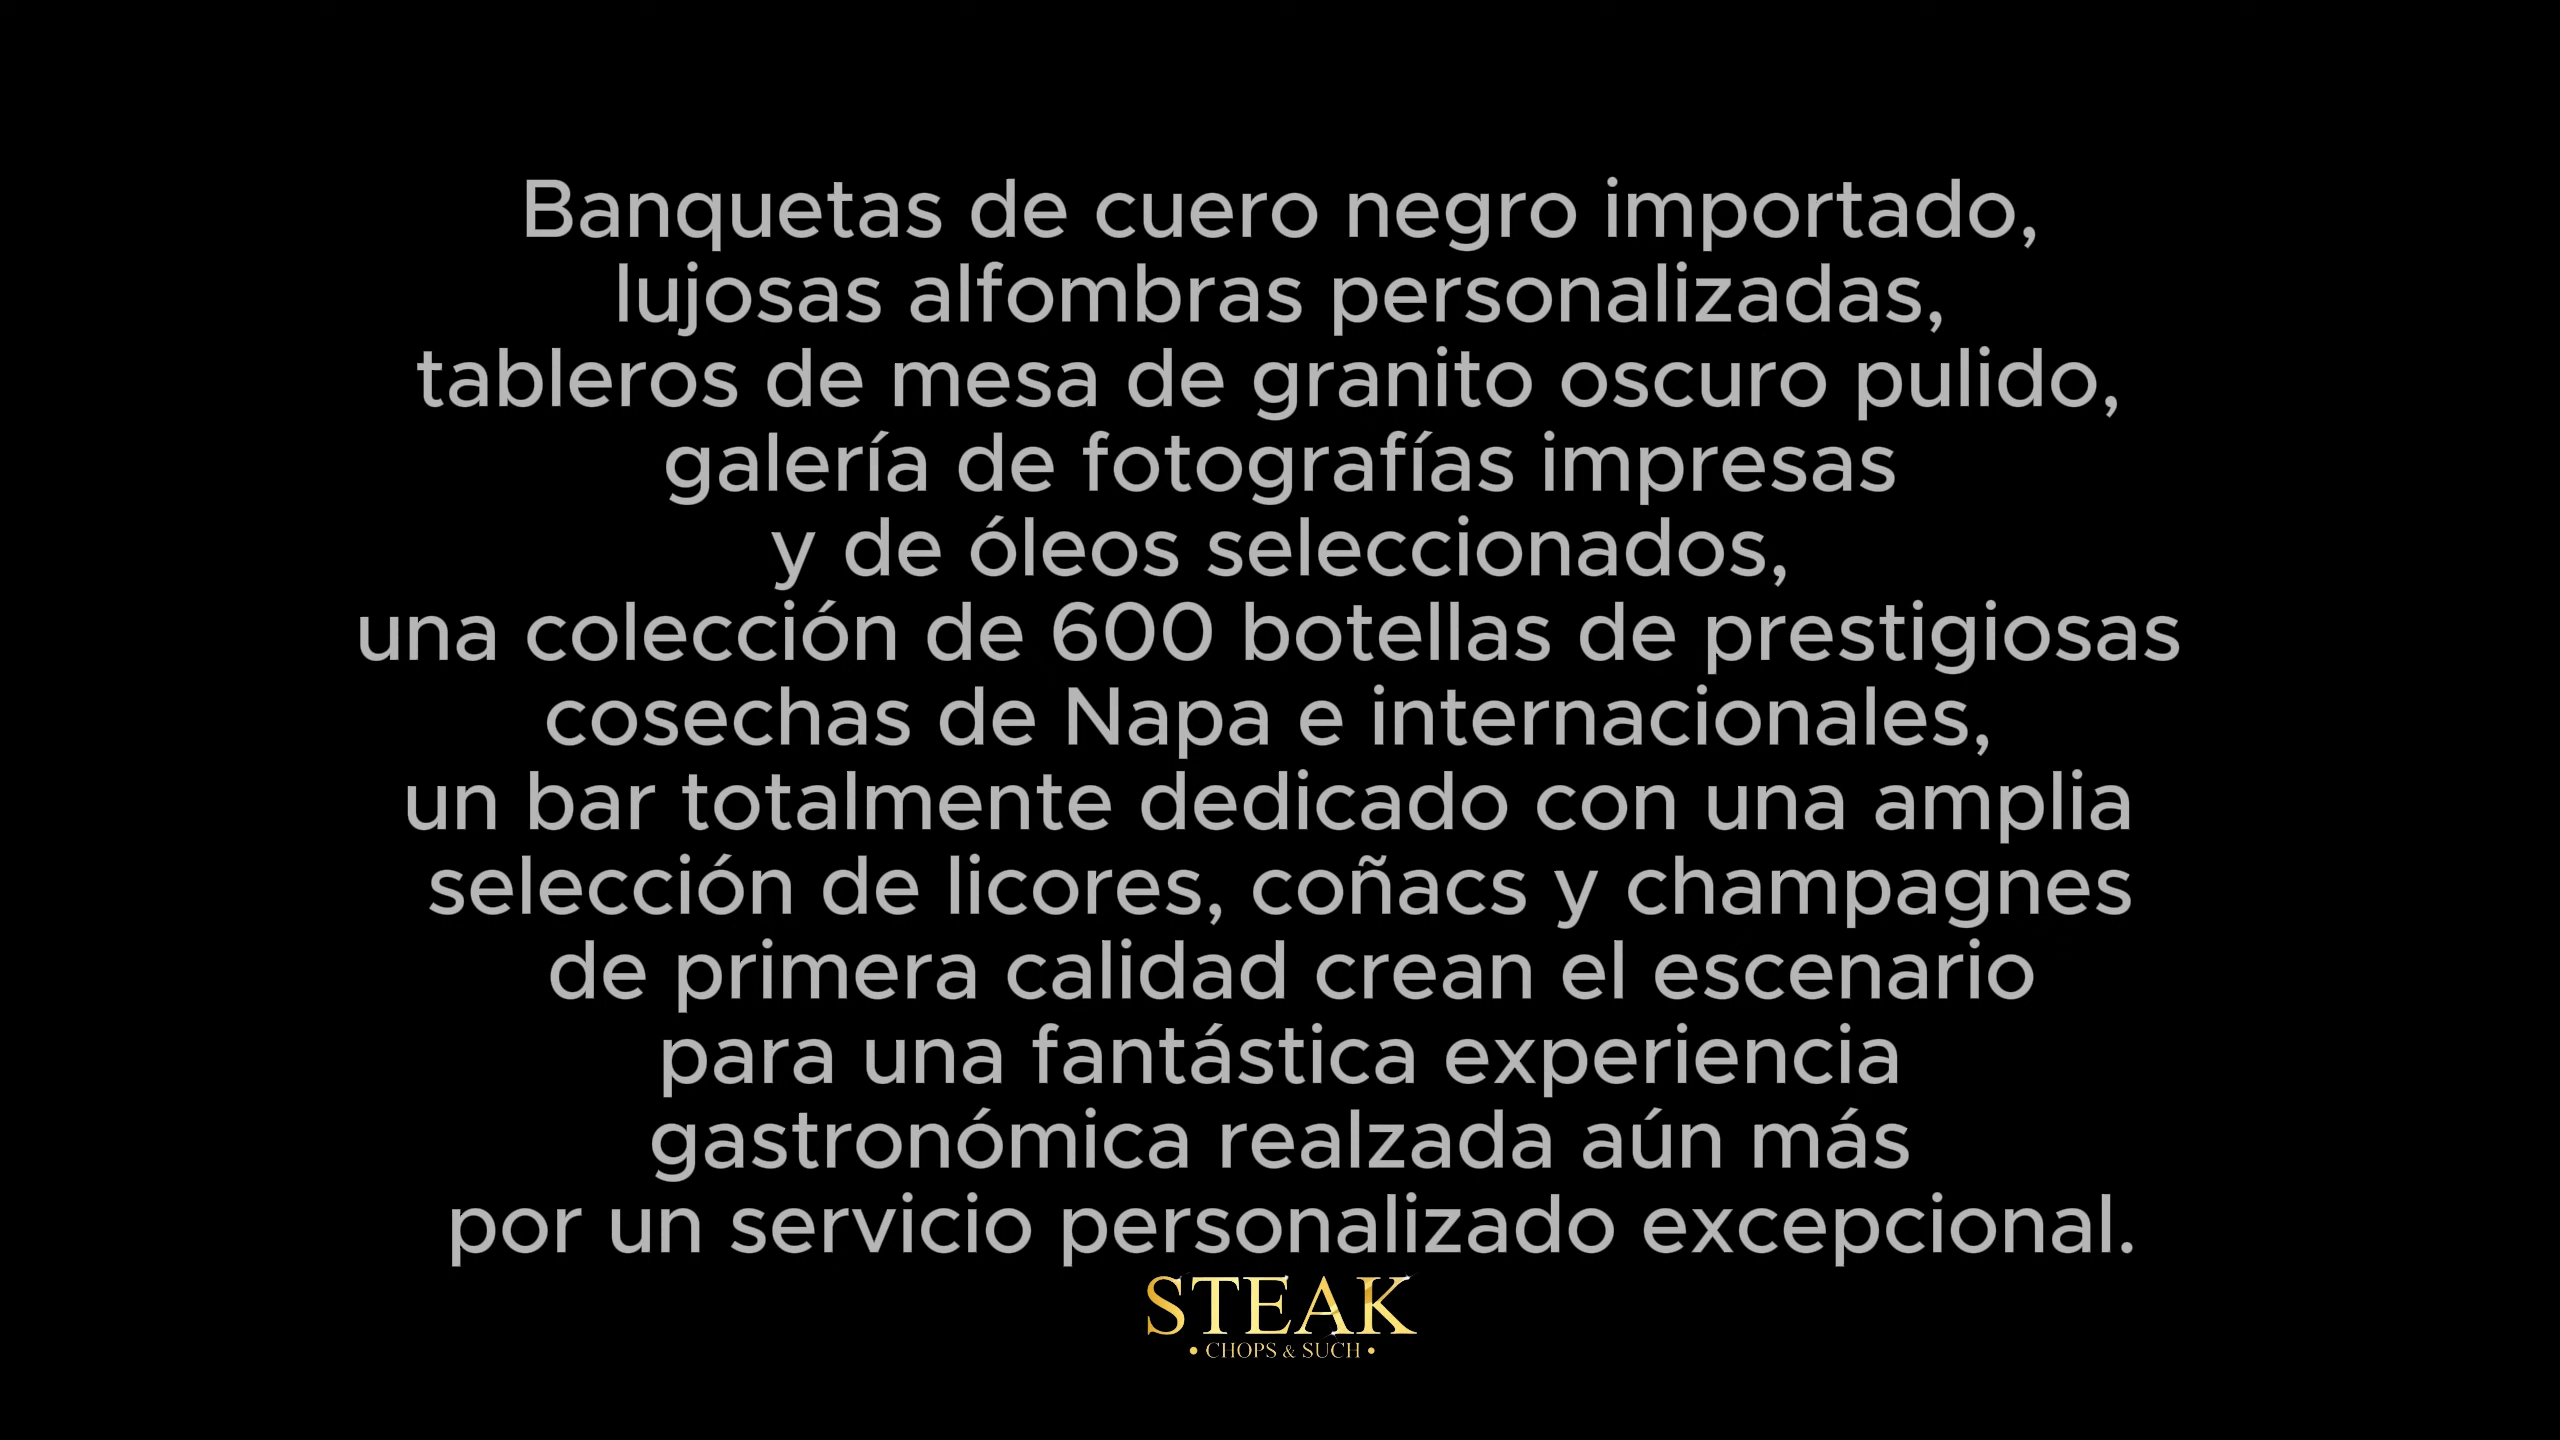 Banquetas de cuero negro importado,
lujosas alfombras personalizadas,
tableros de mesa de granito oscuro pulido,
galería de fotografías impresas
y de óleos seleccionados,
una colección de 600 botellas de prestigiosas
cosechas de Napa e internacionales,
un bar totalmente dedicado con una amplia
selección de licores, coñacs y champagnes
de primera calidad crean el escenario
para una fantástica experiencia
gastronómica realzada aún más
por un servicio personalizado excepcional.
STEAK
• CHOPS & SUCH •